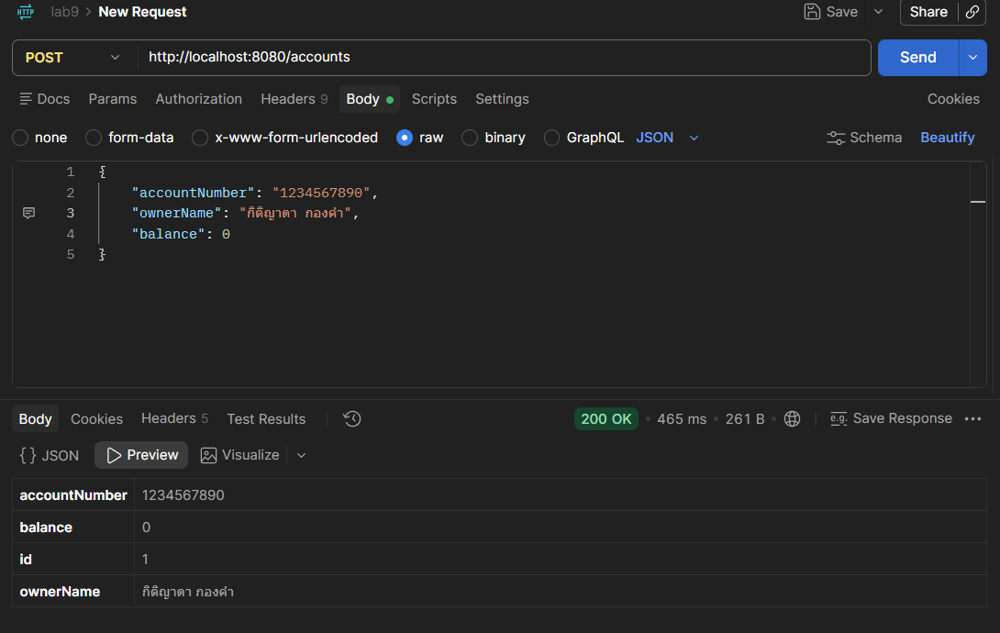 HTTP lab9 > New Request Save Share
POST http://localhost:8080/accounts Send
Docs Params Authorization Headers 9 Body Scripts Settings Cookies
none form-data x-www-form-urlencoded raw binary GraphQL JSON Schema Beautify
1 {
2 "accountNumber": "1234567890",
3 "ownerName": "กิติญาดา กองคำ",
4 "balance": 0
5 }
Body Cookies Headers 5 Test Results 200 OK • 465 ms • 261 B • e.g. Save Response
{} JSON Preview Visualize
accountNumber 1234567890
balance 0
id 1
ownerName กิติญาดา กองคำ